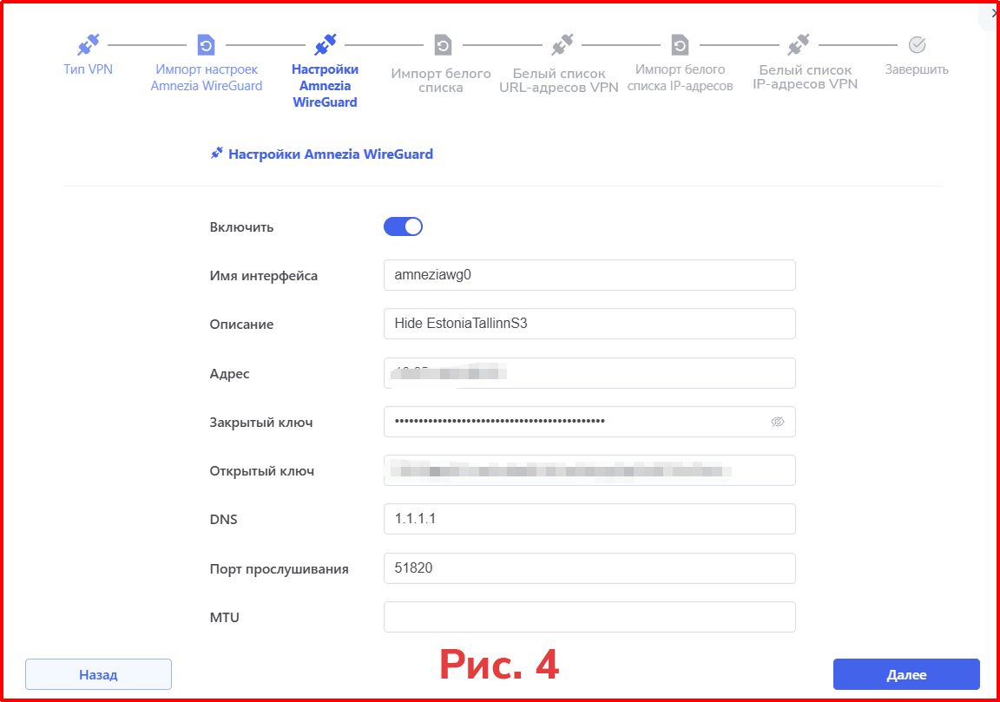 Тип VPN
Импорт настроек
Amnezia WireGuard
Настройки
Amnezia
WireGuard
Импорт белого
списка
Белый список
URL-адресов VPN
Импорт белого
списка IP-адресов
Белый список
IP-адресов VPN
Завершить
Настройки Amnezia WireGuard
Включить
Имя интерфейса
amneziawg0
Описание
Hide EstoniaTallinnS3
Адрес
Закрытый ключ
Открытый ключ
DNS
1.1.1.1
Порт прослушивания
51820
MTU
Назад
Рис. 4
Далее